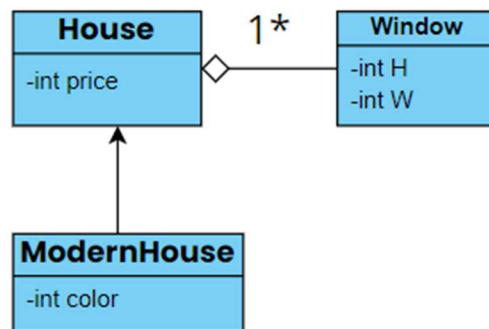 House
-int price
1*
Window
-int H
-int W
ModernHouse
-int color